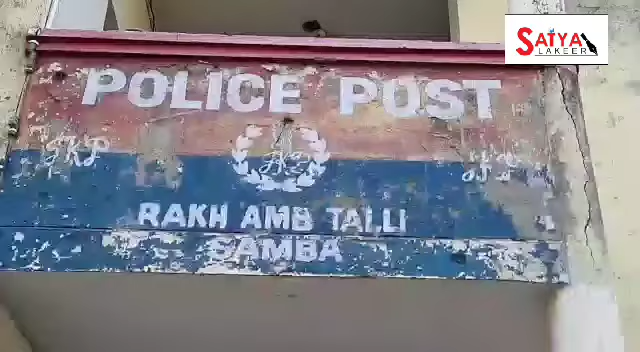 SATYA
LAKEER
POLICE POST
JKP
RAKH AMB TALLI
SAMBA